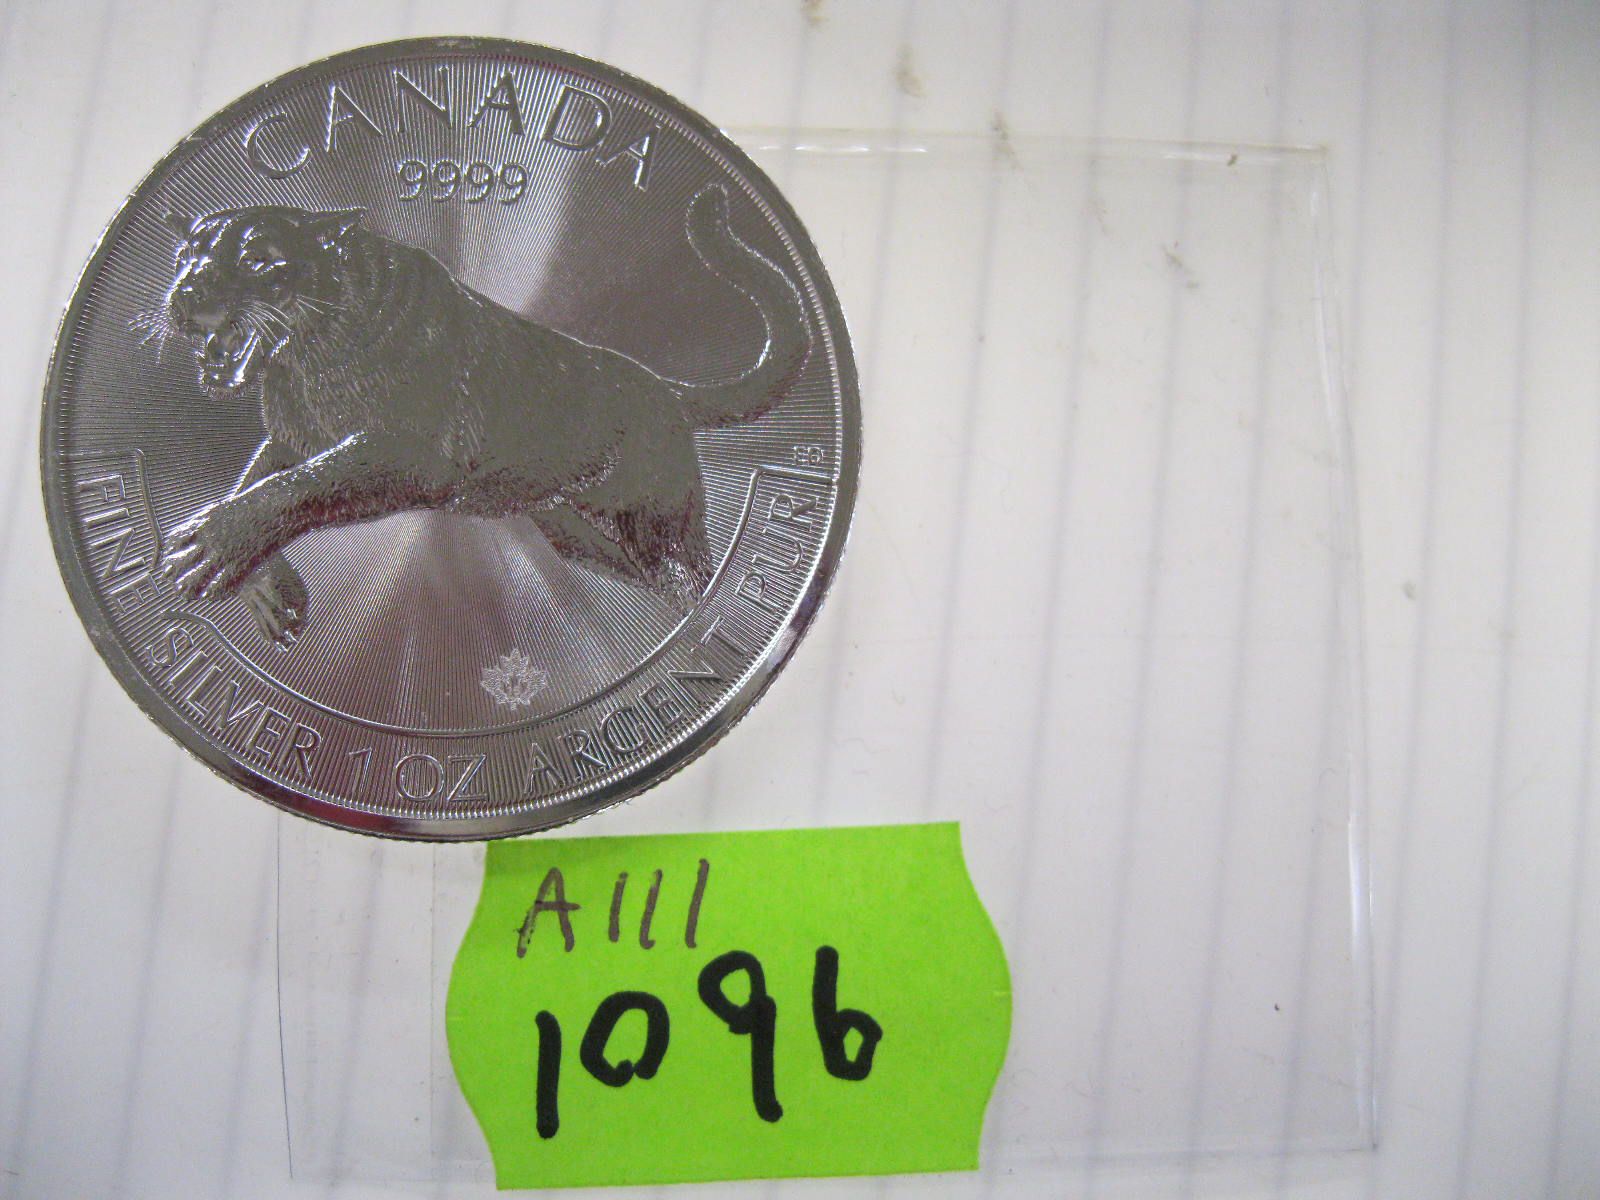 CANADA
9999
FINE SILVER 1 OZ ARGENT PUR
A111
1096